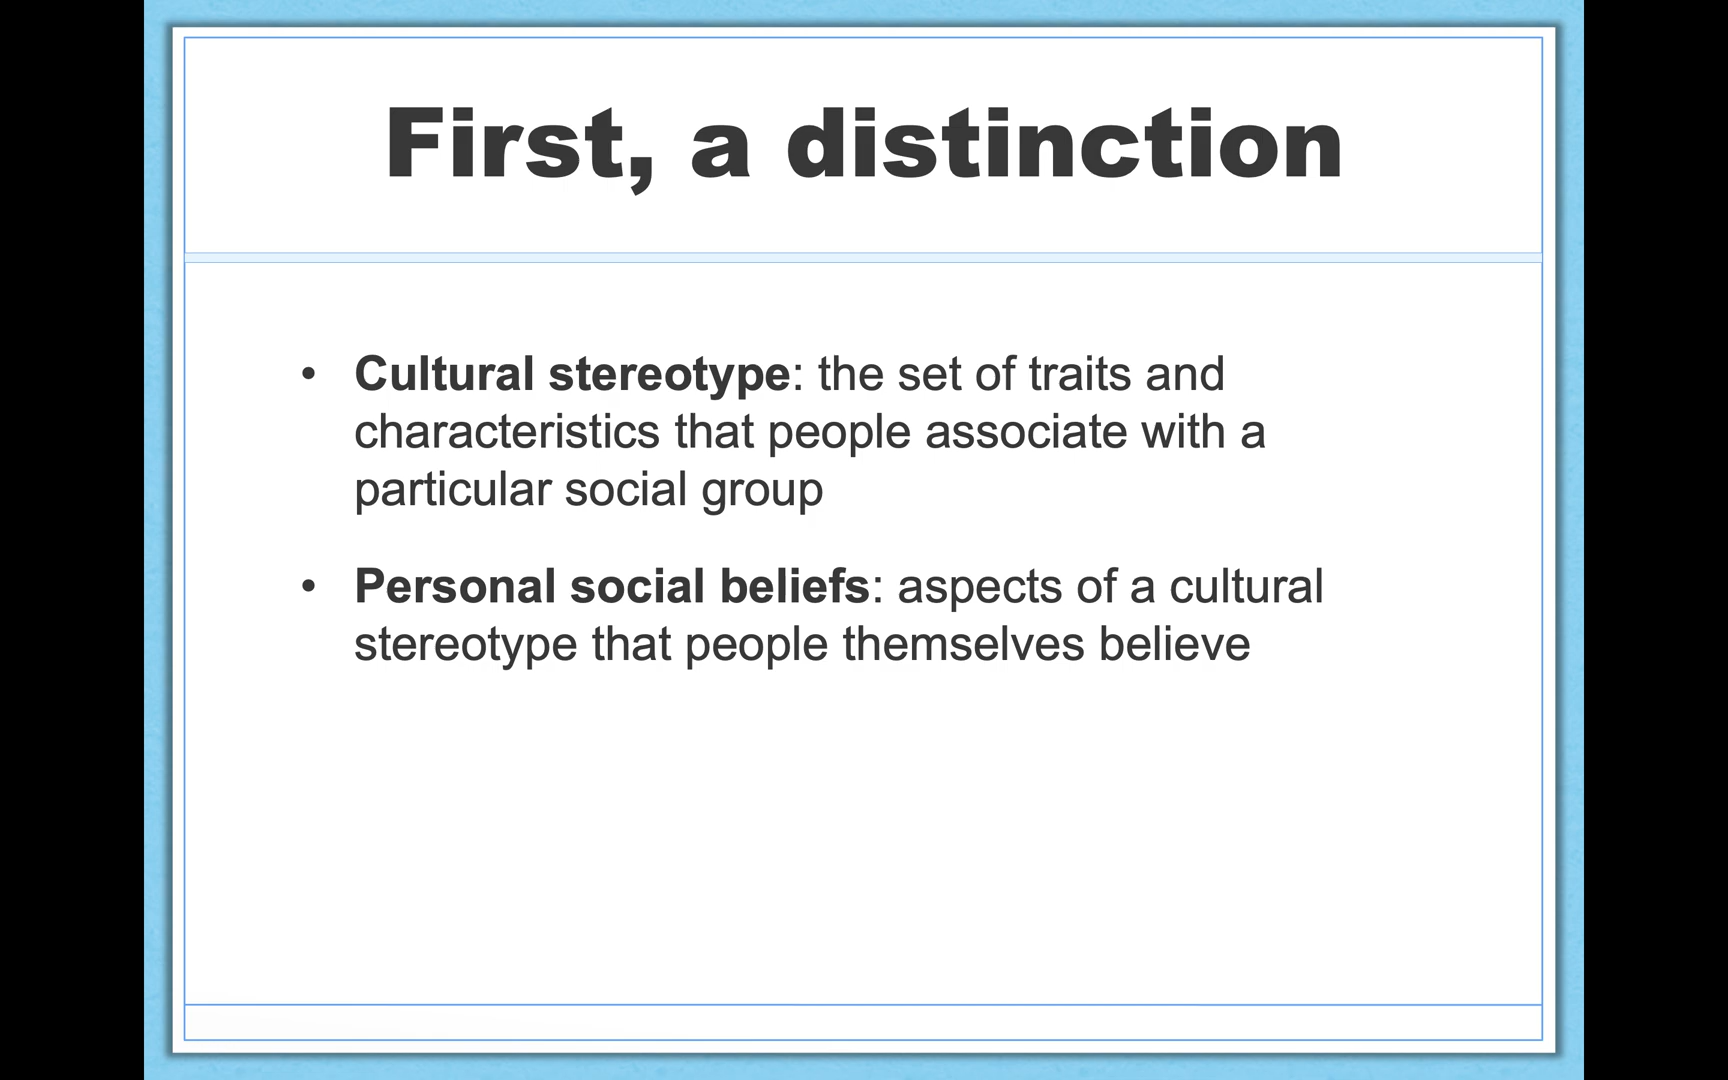 First, a distinction
• Cultural stereotype: the set of traits and
characteristics that people associate with a
particular social group
• Personal social beliefs: aspects of a cultural
stereotype that people themselves believe